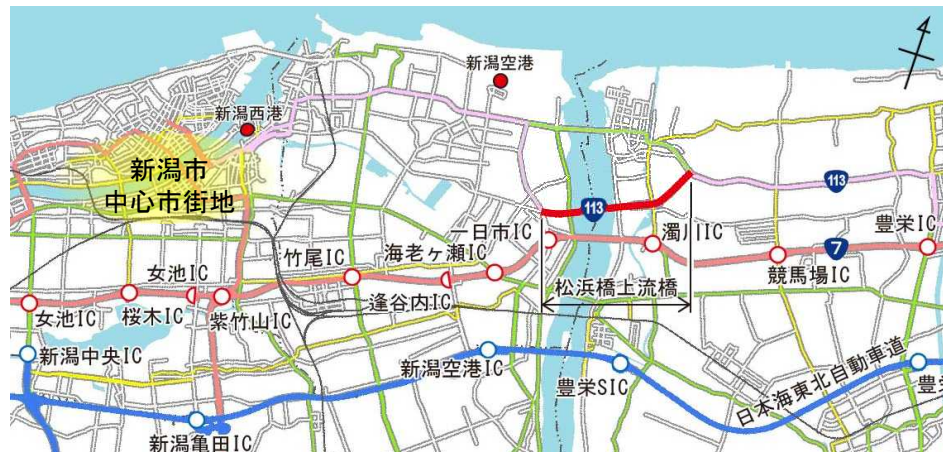 4
新潟空港
新潟西港
新潟市
中心市街地
113
113
一日市IC
濁川IC
豊栄IC
7
競馬場IC
女池IC
竹尾IC
海老ヶ瀬IC
松浜橋上流橋
女池IC
桜木IC
紫竹山IC
逢谷内IC
新潟中央IC
新潟空港IC
豊栄SIC
日本海東北自動車道
豊栄
新潟亀田IC